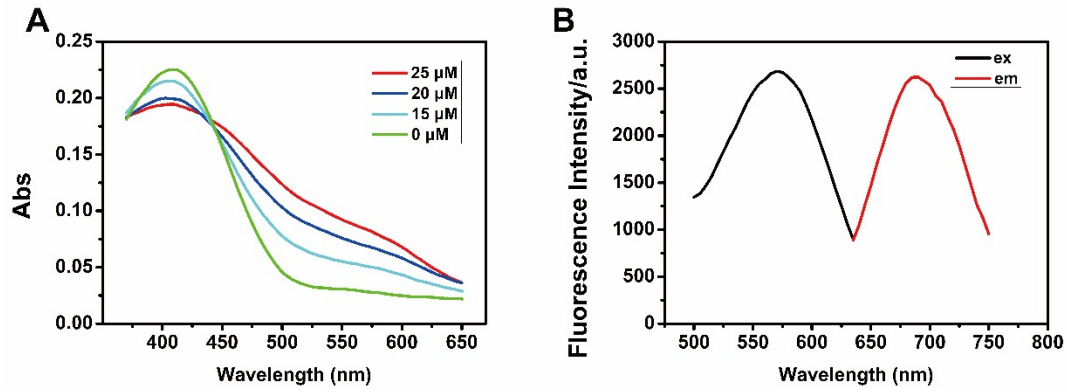 A
Abs
0.25
0.20
0.15
0.10
0.05
0.00
25 µM
20 µM
15 µM
0 µM
400 450 500 550 600 650
Wavelength (nm)
B
Fluorescence Intensity/a.u.
3000
2500
2000
1500
1000
500
0
ex
em
500 550 600 650 700 750 800
Wavelength (nm)